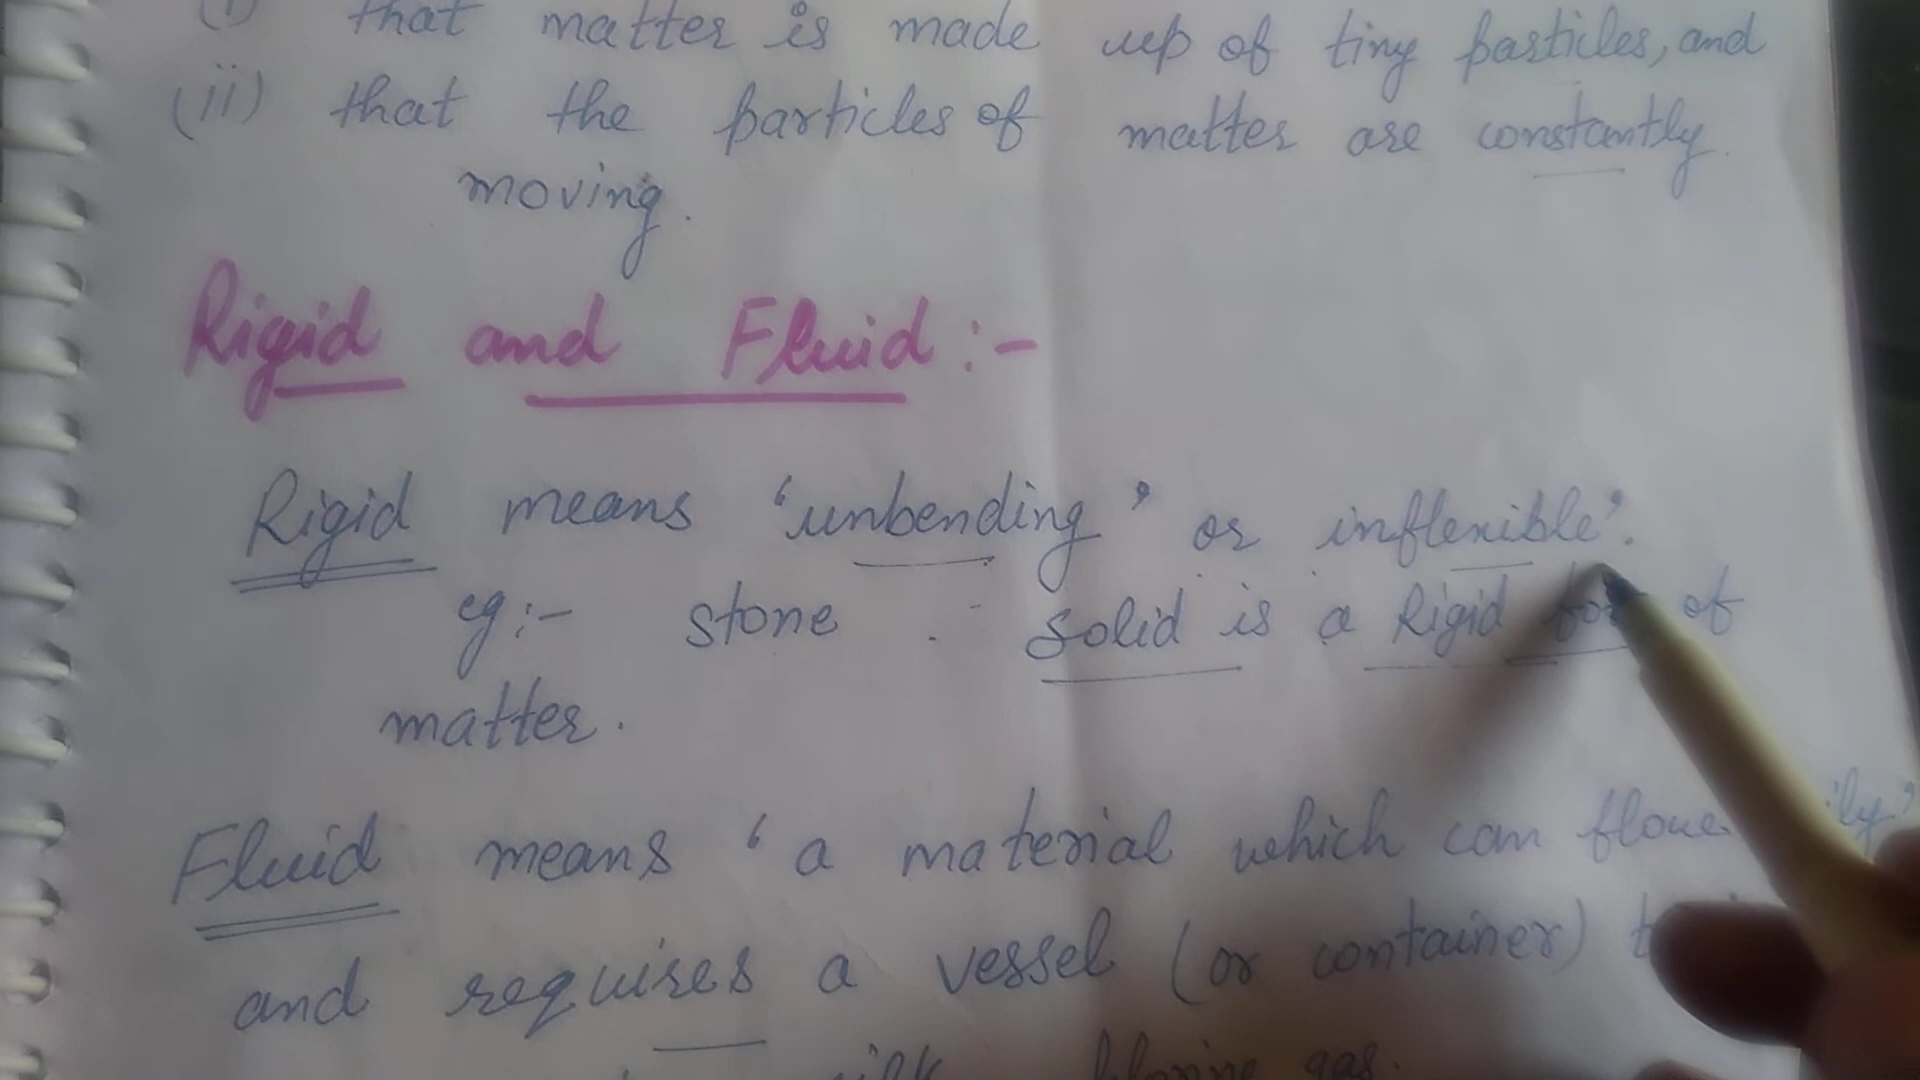 (i) that matter is made up of tiny particles, and
(ii) that the particles of matter are constantly
moving.
Rigid and Fluid :-
Rigid means 'unbending' or inflexible'.
eg:- stone . solid is a Rigid of
matter.
Fluid means 'a material which can flow
and requires a vessel (or container)
gas.